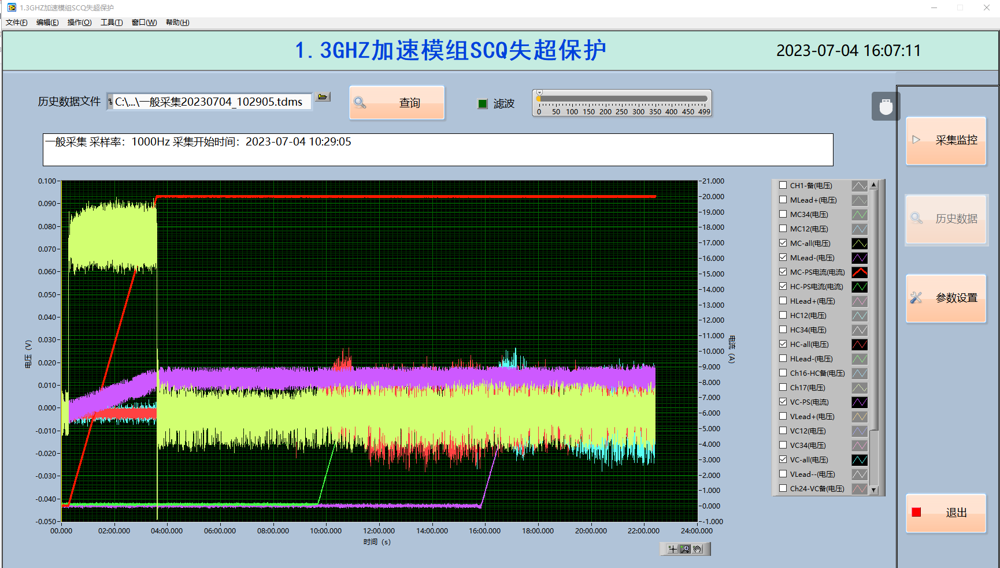 1.3GHZ加速模组SCQ失超保护
文件(F) 编辑(E) 操作(O) 工具(T) 窗口(W) 帮助(H)
1.3GHZ加速模组SCQ失超保护
2023-07-04 16:07:11
历史数据文件
C:\...\一般采集20230704_102905.tdms
查询
滤波
0 50 100 150 200 250 300 350 400 450 499
一般采集 采样率：1000Hz 采集开始时间：2023-07-04 10:29:05
采集监控
历史数据
参数设置
退出
电压（V）
0.100
0.090
0.080
0.070
0.060
0.050
0.040
0.030
0.020
0.010
0.000
-0.010
-0.020
-0.030
-0.040
-0.050
00.000 02:00.000 04:00.000 06:00.000 08:00.000 10:00.000 12:00.000 14:00.000 16:00.000 18:00.000 20:00.000 22:00.000 24:00.000
时间（s）
21.000
20.000
19.000
18.000
17.000
16.000
15.000
14.000
13.000
12.000
11.000
10.000
9.000
8.000
7.000
6.000
5.000
4.000
3.000
2.000
1.000
0.000
-1.000
电流（A）
CH1-备(电压)
MLead+(电压)
MC34(电压)
MC12(电压)
MC-all(电压)
MLead-(电压)
MC-PS电流(电流)
HC-PS电流(电流)
HLead+(电压)
HC12(电压)
HC34(电压)
HC-all(电压)
HLead-(电压)
Ch16-HC备(电压)
Ch17(电压)
VC-PS(电流)
VLead+(电压)
VC12(电压)
VC34(电压)
VC-all(电压)
VLead--(电压)
Ch24-VC备(电压)